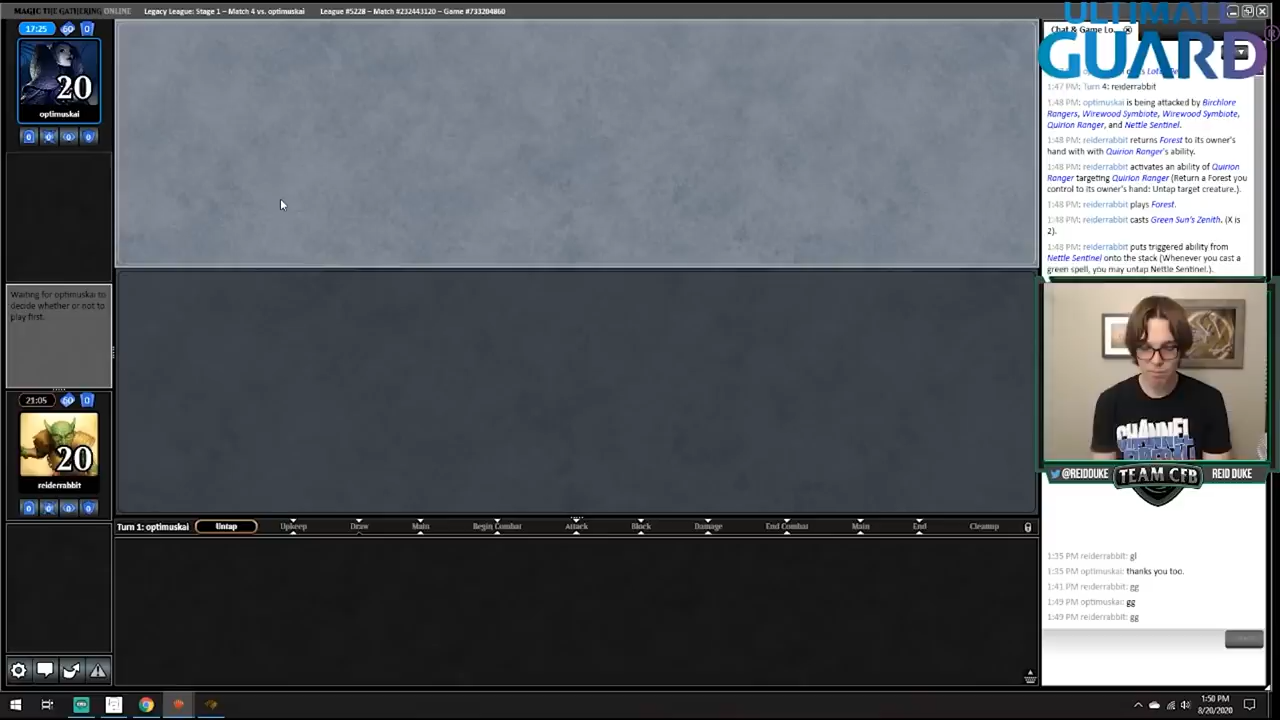 MAGIC THE GATHERING ONLINE
Legacy League: Stage 1 – Match 4 vs. optimuskai
League #5228 – Match #232443120 – Game #733204860
ULTIMATE
GUARD
17:25
60
0
20
optimuskai
Waiting for optimuskai to
decide whether or not to
play first.
21:05
60
0
20
reiderrabbit
Turn 1: optimuskai
Untap
Upkeep
Draw
Main
Begin Combat
Attack
Block
Damage
End Combat
Main
End
Cleanup
Chat & Game Lo...
1:47 PM: Turn 4: reiderrabbit
1:48 PM: optimuskai is being attacked by Birchlore
Rangers, Wirewood Symbiote, Wirewood Symbiote,
Quirion Ranger, and Nettle Sentinel.
1:48 PM: reiderrabbit returns Forest to its owner's
hand with with Quirion Ranger's ability.
1:48 PM: reiderrabbit activates an ability of Quirion
Ranger targeting Quirion Ranger (Return a Forest you
control to its owner's hand: Untap target creature.).
1:48 PM: reiderrabbit plays Forest.
1:48 PM: reiderrabbit casts Green Sun's Zenith. (X is
2).
1:48 PM: reiderrabbit puts triggered ability from
Nettle Sentinel onto the stack (Whenever you cast a
green spell, you may untap Nettle Sentinel.).
CHANNEL
@REIDDUKE
TEAM CFB
REID DUKE
1:35 PM reiderrabbit: gl
1:35 PM optimuskai: thanks you too.
1:41 PM reiderrabbit: gg
1:49 PM optimuskai: gg
1:49 PM reiderrabbit: gg
1:50 PM
8/20/2020